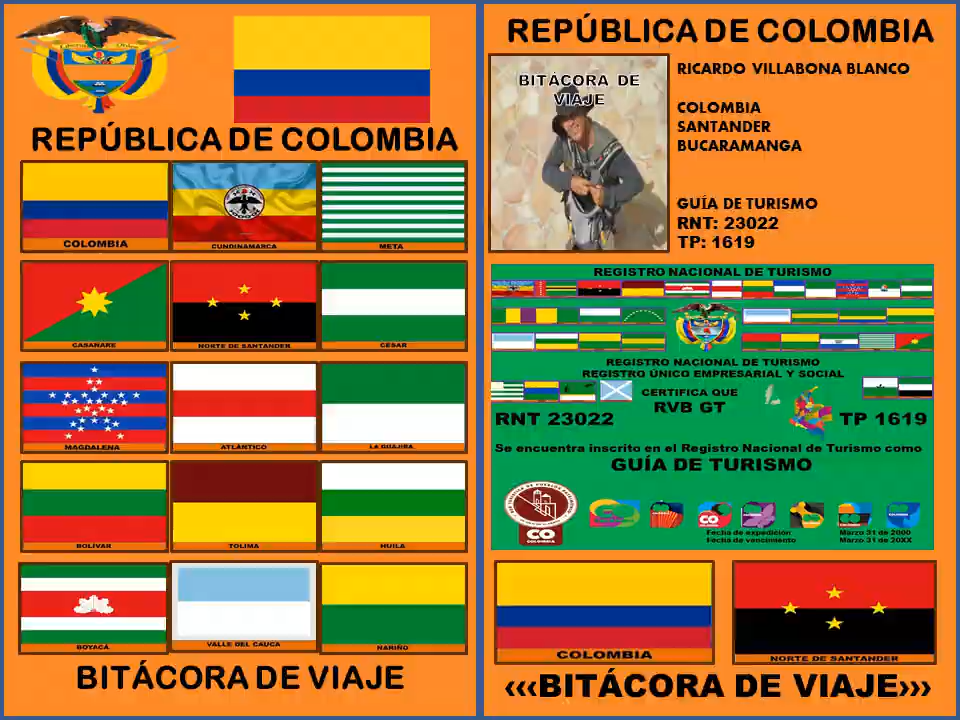 REPÚBLICA DE COLOMBIA
COLOMBIA
CUNDINAMARCA
META
CASANARE
NORTE DE SANTANDER
CESAR
MAGDALENA
ATLÁNTICO
LA GUAJIRA
BOLÍVAR
TOLIMA
HUILA
BOYACÁ
VALLE DEL CAUCA
NARIÑO
BITÁCORA DE VIAJE
REPÚBLICA DE COLOMBIA
BITÁCORA DE
VIAJE
RICARDO VILLABONA BLANCO
COLOMBIA
SANTANDER
BUCARAMANGA
GUÍA DE TURISMO
RNT: 23022
TP: 1619
REGISTRO NACIONAL DE TURISMO
REGISTRO NACIONAL DE TURISMO
REGISTRO ÚNICO EMPRESARIAL Y SOCIAL
CERTIFICA QUE
RVB GT
RNT 23022
TP 1619
Se encuentra inscrito en el Registro Nacional de Turismo como
GUÍA DE TURISMO
CO
COLOMBIA
CO
Fecha de expedición Marzo 31 de 2000
Fecha de vencimiento Marzo 31 de 20XX
COLOMBIA
NORTE DE SANTANDER
‹‹‹BITÁCORA DE VIAJE›››